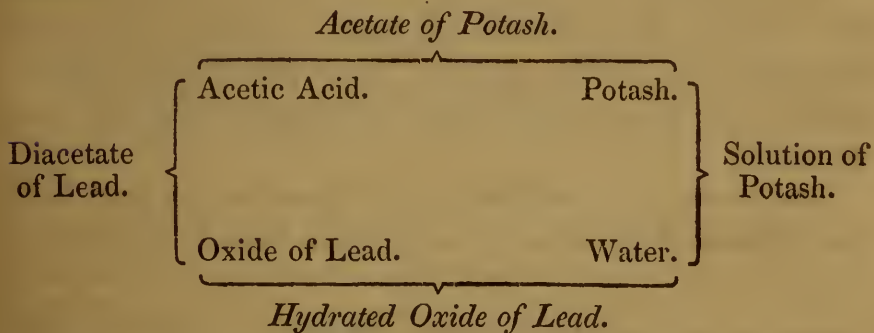 Acetate of Potash.
Acetic Acid. Potash.
Diacetate
of Lead.
Solution of
Potash.
Oxide of Lead. Water.
Hydrated Oxide of Lead.